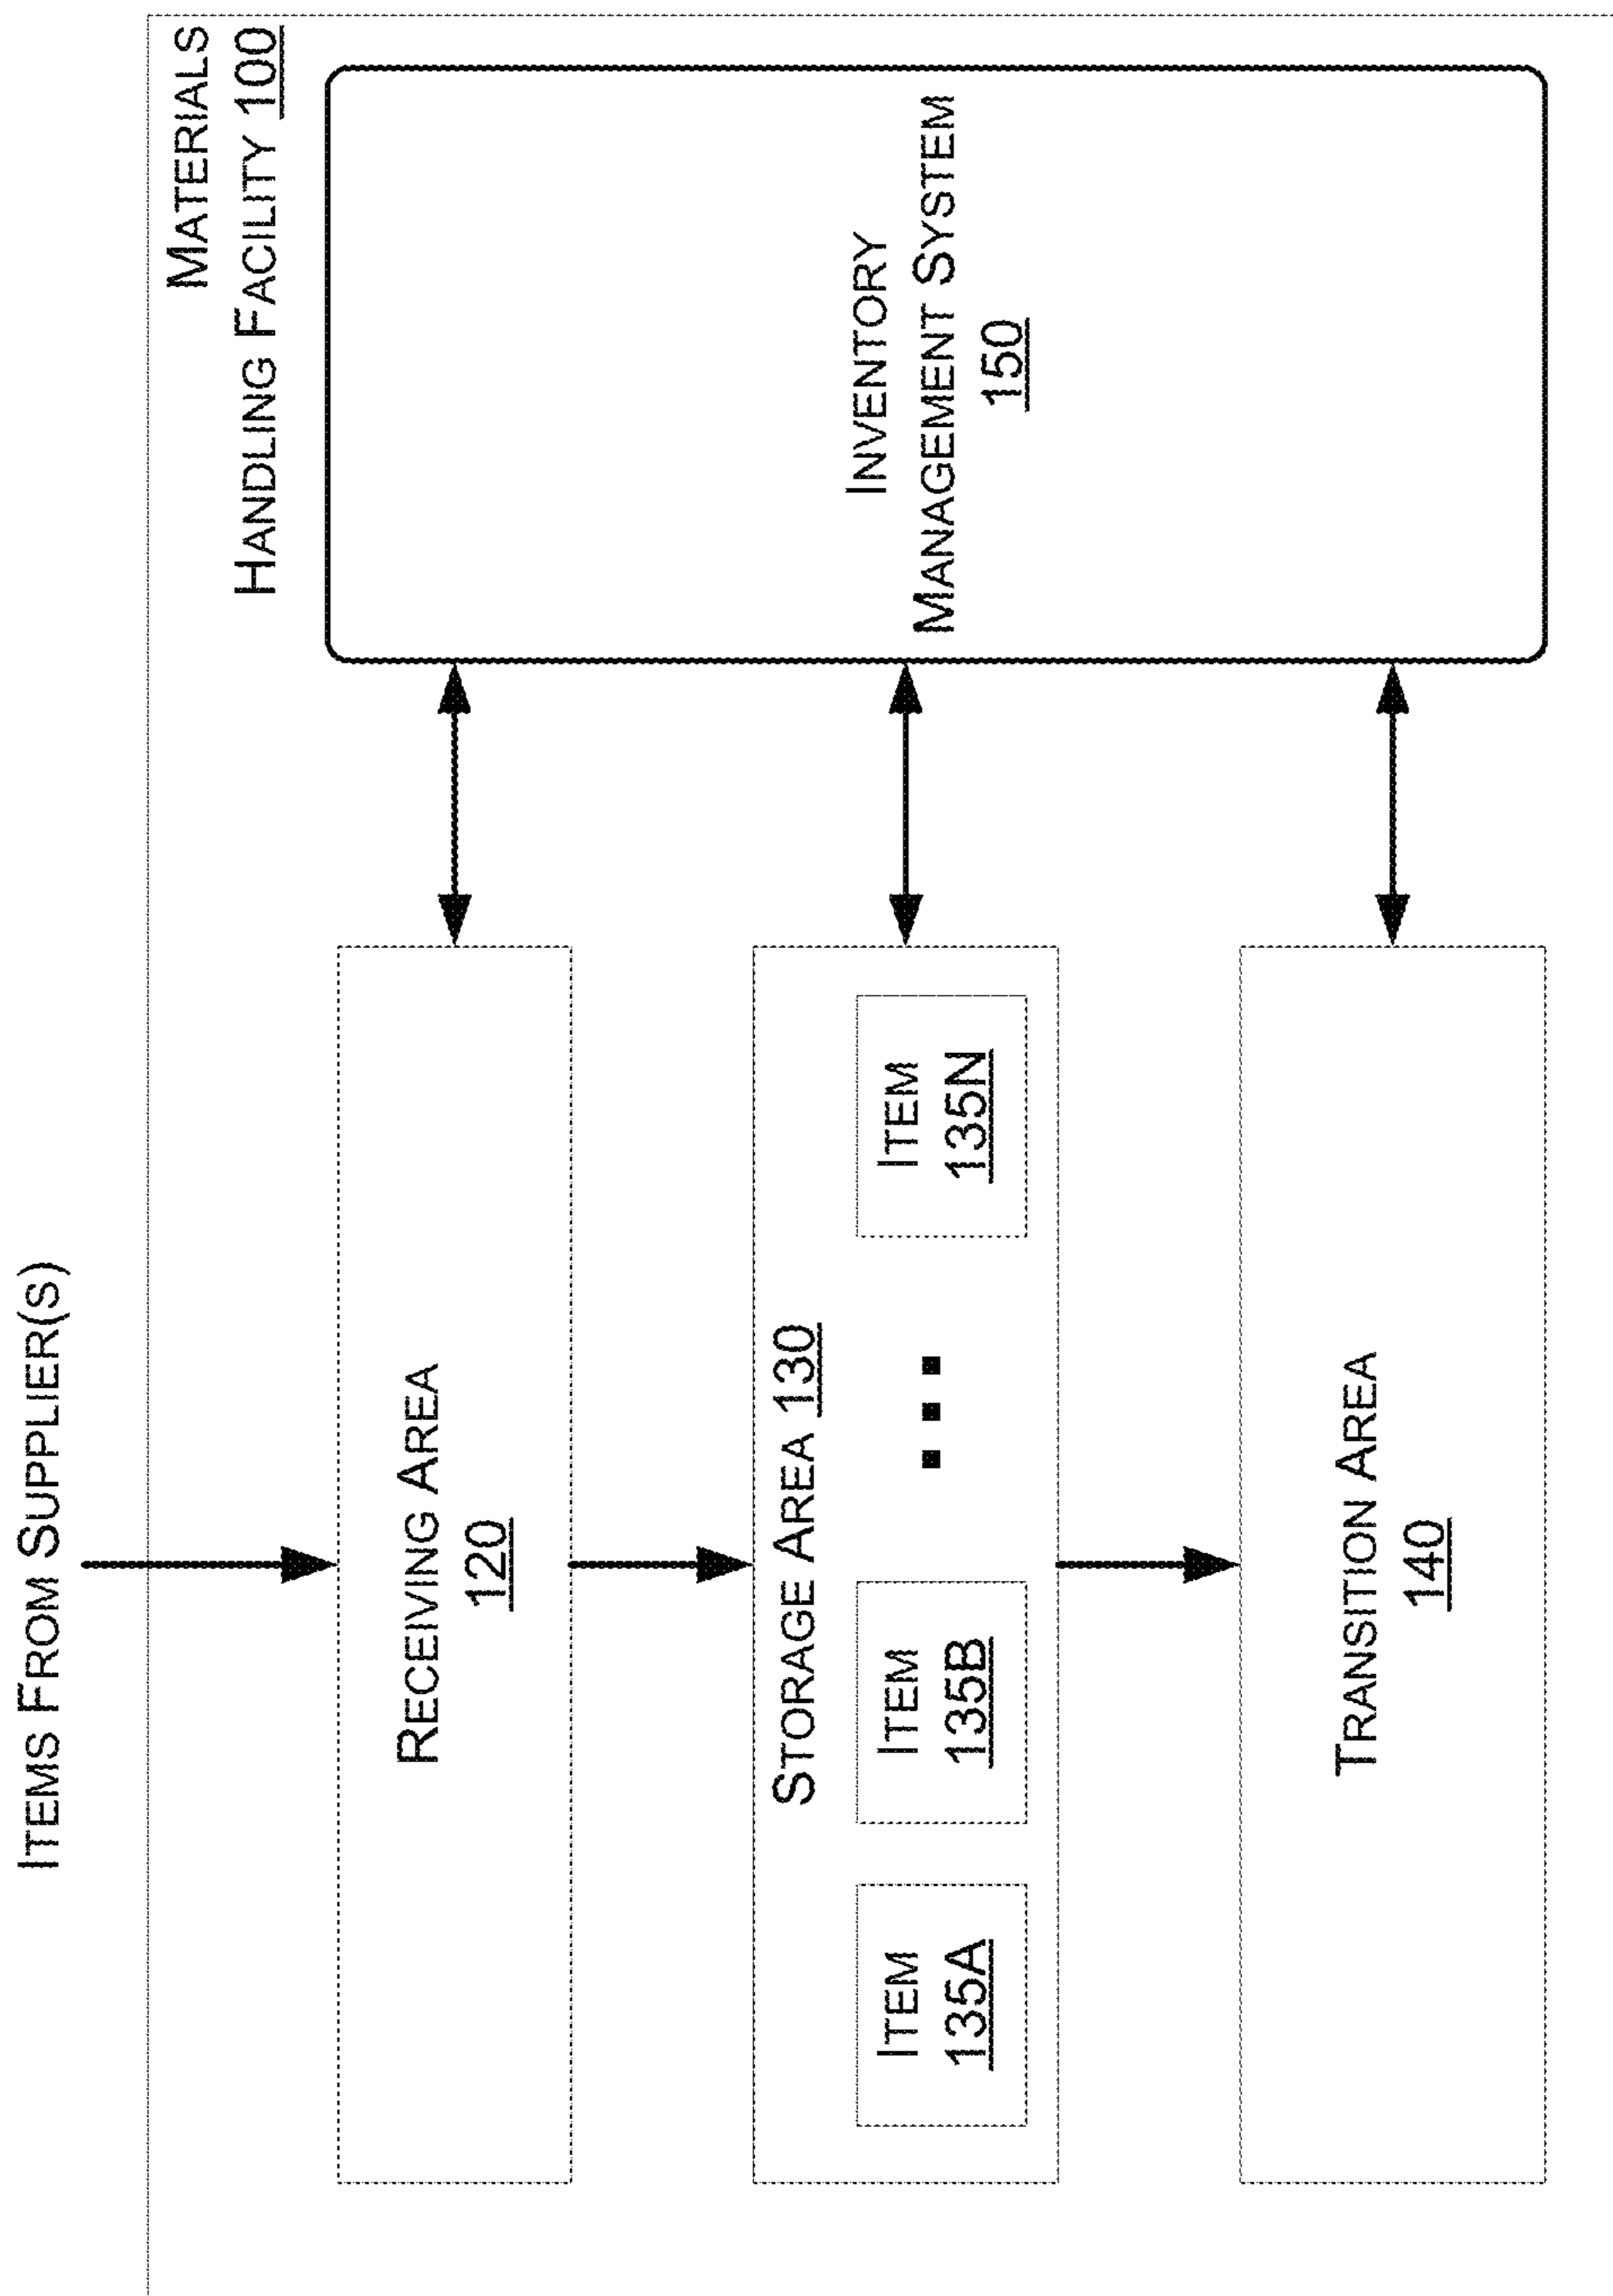 ITEMS FROM SUPPLIER(S)
MATERIALS
HANDLING FACILITY 100
RECEIVING AREA
120
STORAGE AREA 130
ITEM
135A
ITEM
135B
ITEM
135N
TRANSITION AREA
140
INVENTORY
MANAGEMENT SYSTEM
150